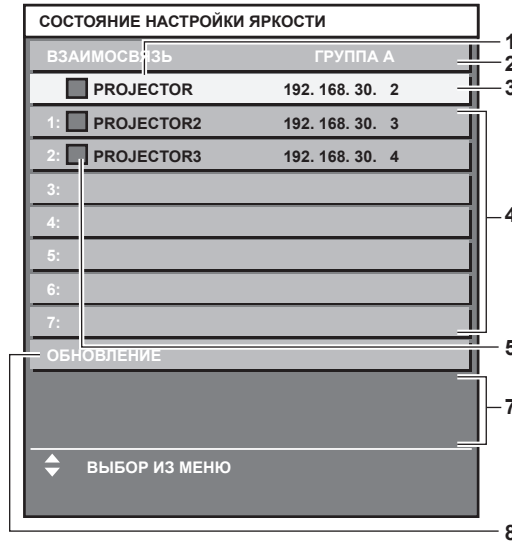 СОСТОЯНИЕ НАСТРОЙКИ ЯРКОСТИ
ВЗАИМОСВЯЗЬ ГРУППА A 1
2
PROJECTOR 192. 168. 30. 2 3
1: PROJECTOR2 192. 168. 30. 3
2: PROJECTOR3 192. 168. 30. 4
3:
4: 4
5:
6:
7:
ОБНОВЛЕНИЕ 5
7
ВЫБОР ИЗ МЕНЮ
8